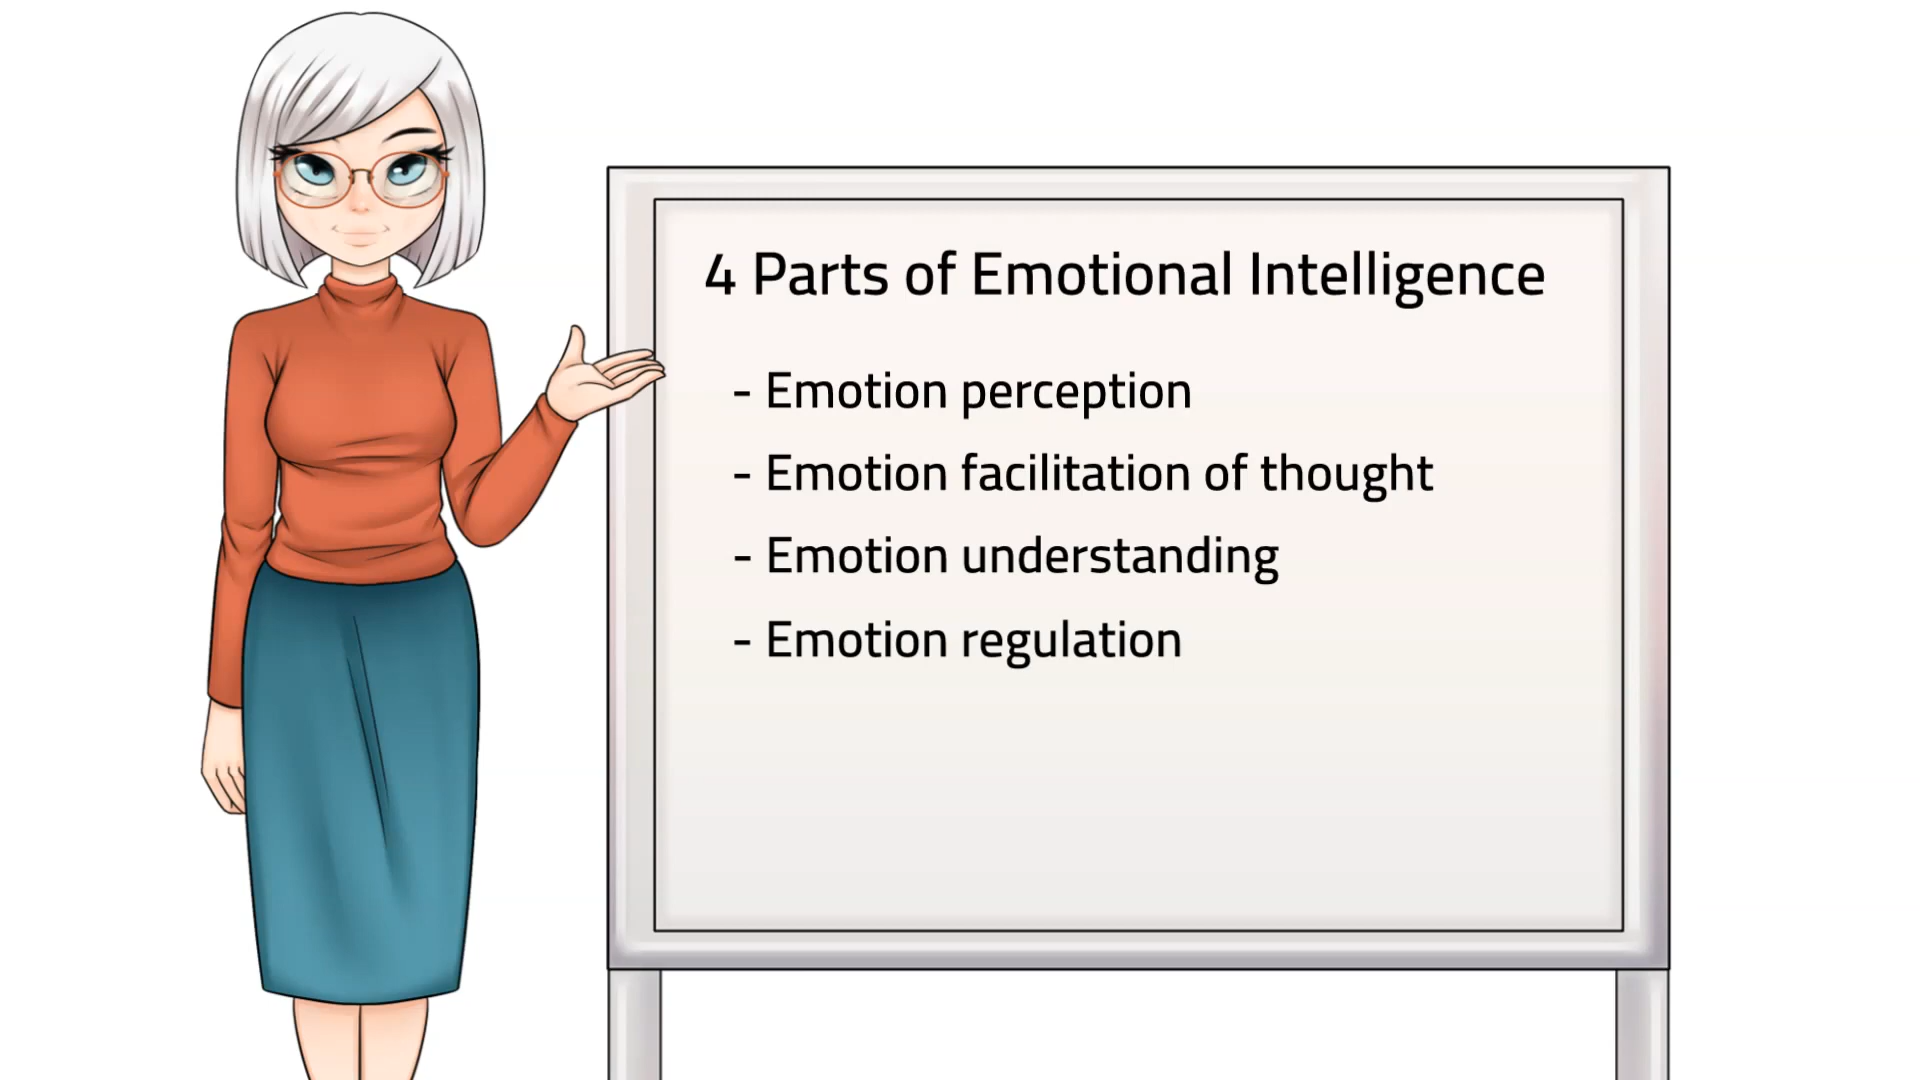 4 Parts of Emotional Intelligence
- Emotion perception
- Emotion facilitation of thought
- Emotion understanding
- Emotion regulation